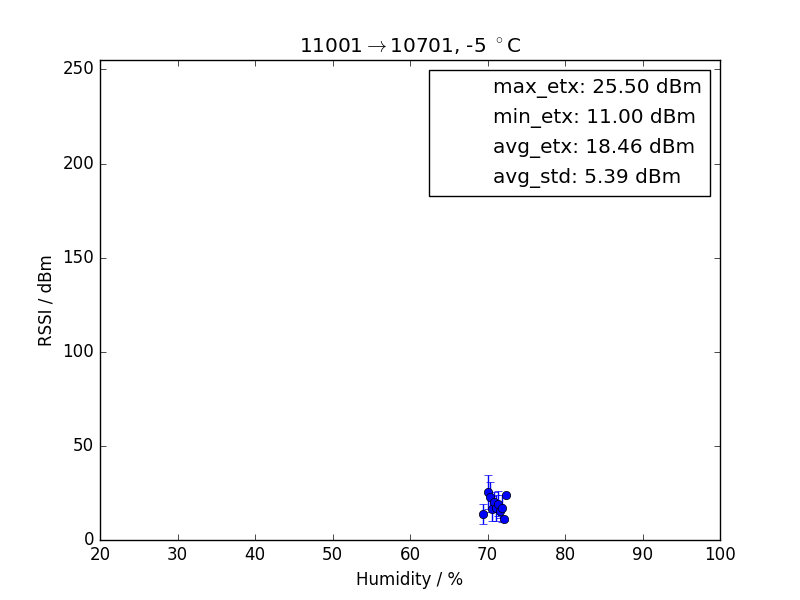 11001→10701, -5 °C
max_etx: 25.50 dBm
min_etx: 11.00 dBm
avg_etx: 18.46 dBm
avg_std: 5.39 dBm
RSSI / dBm
250
200
150
100
50
0
20 30 40 50 60 70 80 90 100
Humidity / %